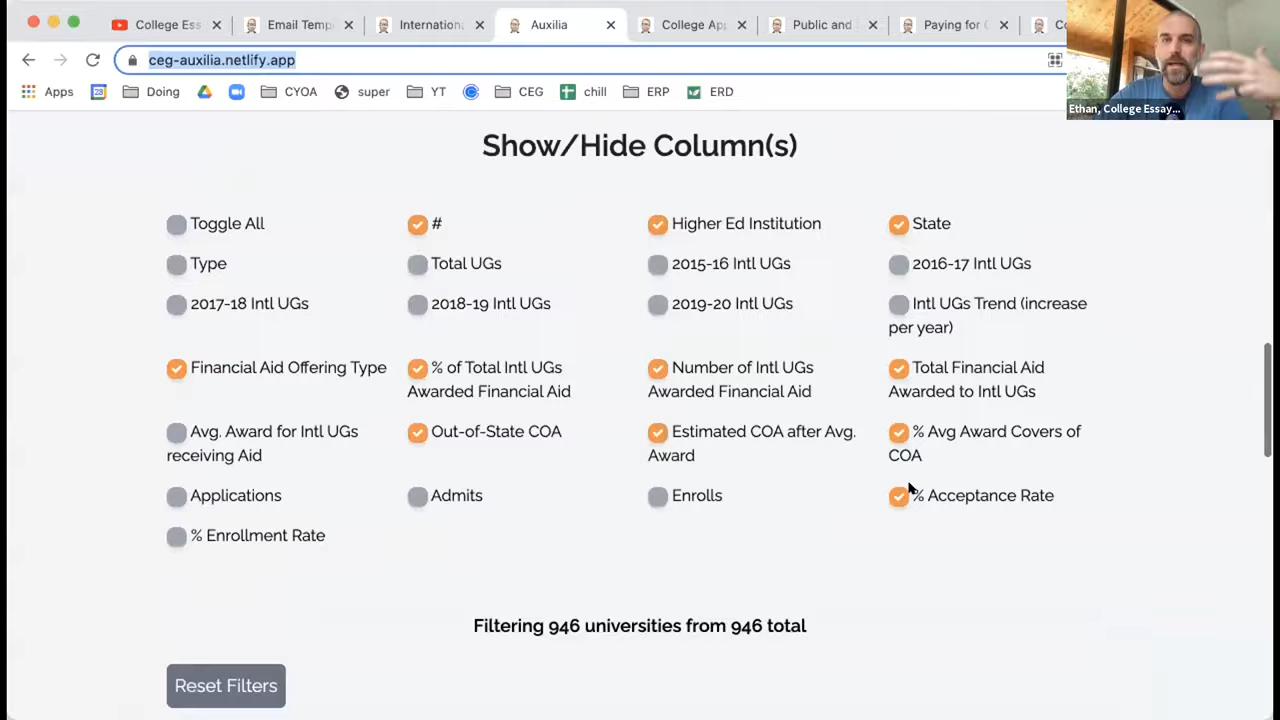 College Ess
Email Temp
Internationa
Auxilia
College Ap
Public and
Paying for
Co
ceg-auxilia.netlify.app
Apps
28
Doing
CYOA
super
YT
CEG
chill
ERP
ERD
Ethan, College Essay...
Show/Hide Column(s)
Toggle All
#
Higher Ed Institution
State
Type
Total UGs
2015-16 Intl UGs
2016-17 Intl UGs
2017-18 Intl UGs
2018-19 Intl UGs
2019-20 Intl UGs
Intl UGs Trend (increase
per year)
Financial Aid Offering Type
% of Total Intl UGs
Awarded Financial Aid
Number of Intl UGs
Awarded Financial Aid
Total Financial Aid
Awarded to Intl UGs
Avg. Award for Intl UGs
receiving Aid
Out-of-State COA
Estimated COA after Avg.
Award
% Avg Award Covers of
COA
Applications
Admits
Enrolls
% Acceptance Rate
% Enrollment Rate
Filtering 946 universities from 946 total
Reset Filters